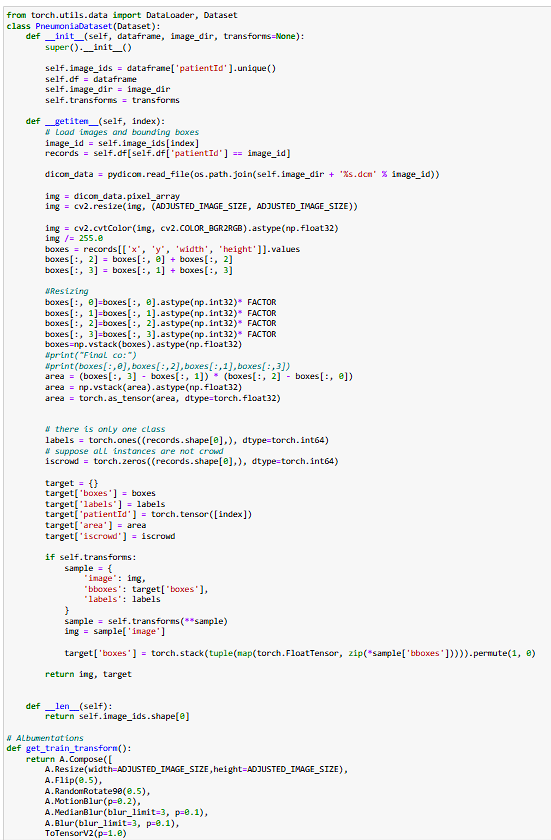 from torch.utils.data import DataLoader, Dataset
class PneumoniaDataset(Dataset):
    def __init__(self, dataframe, image_dir, transforms=None):
        super().__init__()

        self.image_ids = dataframe['patientId'].unique()
        self.df = dataframe
        self.image_dir = image_dir
        self.transforms = transforms

    def __getitem__(self, index):
        # load images and bounding boxes
        image_id = self.image_ids[index]
        records = self.df[self.df['patientId'] == image_id]

        dicom_data = pydicom.read_file(os.path.join(self.image_dir + '%s.dcm' % image_id))

        img = dicom_data.pixel_array
        img = cv2.resize(img, (ADJUSTED_IMAGE_SIZE, ADJUSTED_IMAGE_SIZE))

        img = cv2.cvtColor(img, cv2.COLOR_BGR2RGB).astype(np.float32)
        img /= 255.0
        boxes = records[['x', 'y', 'width', 'height']].values
        boxes[:, 2] = boxes[:, 0] + boxes[:, 2]
        boxes[:, 3] = boxes[:, 1] + boxes[:, 3]

        #Resizing
        boxes[:, 0]=boxes[:, 0].astype(np.int32)* FACTOR
        boxes[:, 1]=boxes[:, 1].astype(np.int32)* FACTOR
        boxes[:, 2]=boxes[:, 2].astype(np.int32)* FACTOR
        boxes[:, 3]=boxes[:, 3].astype(np.int32)* FACTOR
        boxes=np.vstack(boxes).astype(np.float32)
        #print("Final co:")
        #print(boxes[:,0],boxes[:,2],boxes[:,1],boxes[:,3])
        area = (boxes[:, 3] - boxes[:, 1]) * (boxes[:, 2] - boxes[:, 0])
        area = np.vstack(area).astype(np.float32)
        area = torch.as_tensor(area, dtype=torch.float32)


        # there is only one class
        labels = torch.ones((records.shape[0],), dtype=torch.int64)
        # suppose all instances are not crowd
        iscrowd = torch.zeros((records.shape[0],), dtype=torch.int64)

        target = {}
        target['boxes'] = boxes
        target['labels'] = labels
        target['patientId'] = torch.tensor([index])
        target['area'] = area
        target['iscrowd'] = iscrowd

        if self.transforms:
            sample = {
                'image': img,
                'bboxes': target['boxes'],
                'labels': labels
            }
            sample = self.transforms(**sample)
            img = sample['image']

            target['boxes'] = torch.stack(tuple(map(torch.FloatTensor, zip(*sample['bboxes'])))).permute(1, 0)

        return img, target


    def __len__(self):
        return self.image_ids.shape[0]

# Albumentations
def get_train_transform():
    return A.Compose([
        A.Resize(width=ADJUSTED_IMAGE_SIZE,height=ADJUSTED_IMAGE_SIZE),
        A.Flip(0.5),
        A.RandomRotate90(0.5),
        A.MotionBlur(p=0.2),
        A.MedianBlur(blur_limit=3, p=0.1),
        A.Blur(blur_limit=3, p=0.1),
        ToTensorV2(p=1.0)